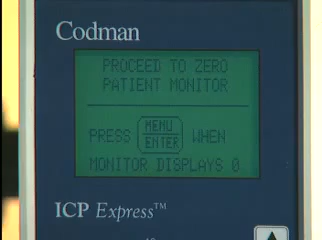 Codman
PROCEED TO ZERO
PATIENT MONITOR
PRESS MENU ENTER WHEN
MONITOR DISPLAYS 0
ICP Express™